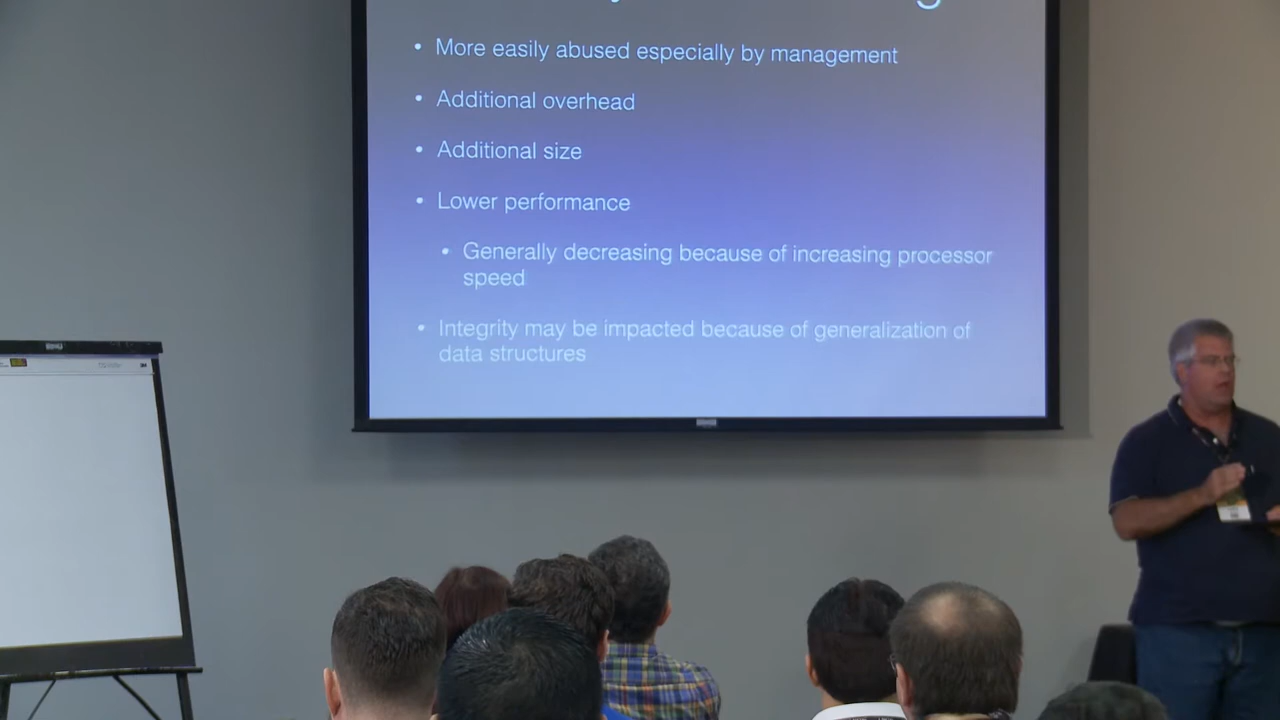 • More easily abused especially by management
• Additional overhead
• Additional size
• Lower performance
• Generally decreasing because of increasing processor
speed
• Integrity may be impacted because of generalization of
data structures